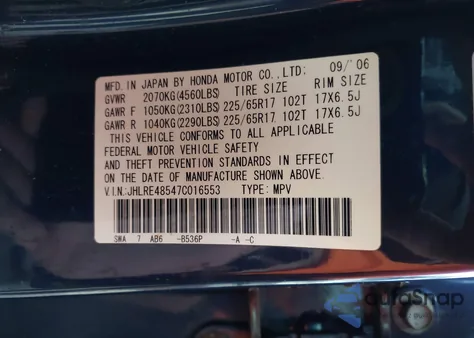 MFD. IN JAPAN BY HONDA MOTOR CO., LTD: 09/'06
GVWR 2070KG(4560LBS) TIRE SIZE RIM SIZE
GAWR F 1050KG(2310LBS) 225/65R17 102T 17X6.5J
GAWR R 1040KG(2290LBS) 225/65R17 102T 17X6.5J
THIS VEHICLE CONFORMS TO ALL APPLICABLE
FEDERAL MOTOR VEHICLE SAFETY
AND THEFT PREVENTION STANDARDS IN EFFECT
ON THE DATE OF MANUFACTURE SHOWN ABOVE.
V.I.N: JHLRE48547C016553 TYPE: MPV
SWA 7 AB6 -B536P -A -C
autosnap